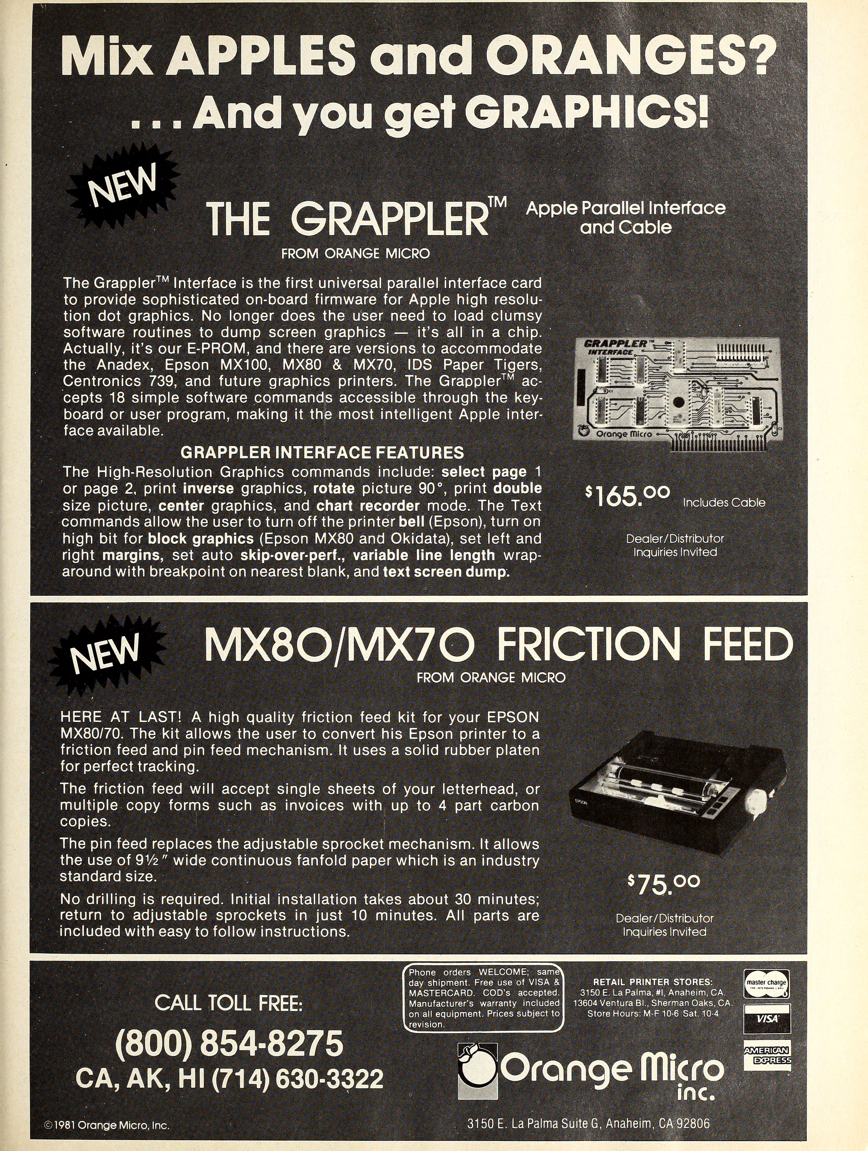 Mix APPLES and ORANGES?
...And you get GRAPHICS!
NEW
THE GRAPPLER™
Apple Parallel Interface
and Cable
FROM ORANGE MICRO
The Grappler™ Interface is the first universal parallel interface card
to provide sophisticated on-board firmware for Apple high resolu-
tion dot graphics. No longer does the user need to load clumsy
software routines to dump screen graphics — it's all in a chip.
Actually, it's our E-PROM, and there are versions to accommodate
the Anadex, Epson MX100, MX80 & MX70, IDS Paper Tigers,
Centronics 739, and future graphics printers. The Grappler™ ac-
cepts 18 simple software commands accessible through the key-
board or user program, making it the most intelligent Apple inter-
face available.
GRAPPLER INTERFACE FEATURES
The High-Resolution Graphics commands include: select page 1
or page 2, print inverse graphics, rotate picture 90°, print double
size picture, center graphics, and chart recorder mode. The Text
commands allow the user to turn off the printer bell (Epson), turn on
high bit for block graphics (Epson MX80 and Okidata), set left and
right margins, set auto skip-over-perf., variable line length wrap-
around with breakpoint on nearest blank, and text screen dump.
GRAPPLER™
INTERFACE
Orange Micro
$165.00 Includes Cable
Dealer/Distributor
Inquiries Invited
NEW
MX80/MX70 FRICTION FEED
FROM ORANGE MICRO
HERE AT LAST! A high quality friction feed kit for your EPSON
MX80/70. The kit allows the user to convert his Epson printer to a
friction feed and pin feed mechanism. It uses a solid rubber platen
for perfect tracking.
The friction feed will accept single sheets of your letterhead, or
multiple copy forms such as invoices with up to 4 part carbon
copies.
The pin feed replaces the adjustable sprocket mechanism. It allows
the use of 9½" wide continuous fanfold paper which is an industry
standard size.
No drilling is required. Initial installation takes about 30 minutes;
return to adjustable sprockets in just 10 minutes. All parts are
included with easy to follow instructions.
EPSON
$75.00
Dealer/Distributor
Inquiries Invited
CALL TOLL FREE:
(800) 854-8275
CA, AK, HI (714) 630-3322
Phone orders WELCOME; same
day shipment. Free use of VISA &
MASTERCARD. COD's accepted.
Manufacturer's warranty included
on all equipment. Prices subject to
revision.
RETAIL PRINTER STORES:
3150 E. La Palma, #I, Anaheim, CA.
13604 Ventura Bl., Sherman Oaks, CA.
Store Hours: M-F 10-6 Sat. 10-4
master charge
VISA
AMERICAN
EXPRESS
Orange Micro
inc.
©1981 Orange Micro, Inc.
3150 E. La Palma Suite G, Anaheim, CA 92806